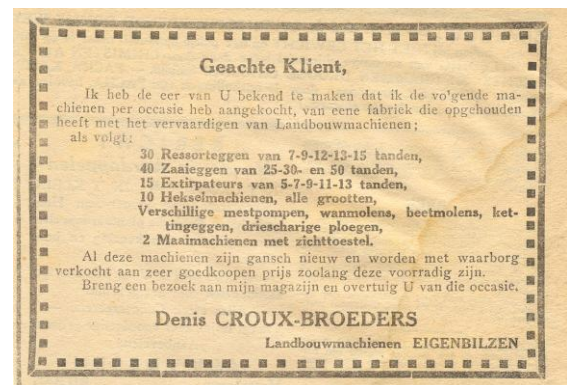 Geachte Klient,
Ik heb de eer van U bekend te maken dat ik de vo'gende ma-
chienen per occasie heb aangekocht, van eene fabriek die opgehouden
heeft met het vervaardigen van Landbouwmachienen;
als volgt:
30 Ressorteggen van 7-9-12-13-15 tanden,
40 Zaaieggen van 25-30- en 50 tanden,
15 Extirpateurs van 5-7-9-11-13 tanden,
10 Hekselmachienen, alle grootten,
Verschillige mestpompen, wanmolens, beetmolens, ket-
tingeggen, driescharige ploegen,
2 Maaimachienen met zichttoestel.
Al deze machienen zijn gansch nieuw en worden met waarborg
verkocht aan zeer goedkoopen prijs zoolang deze voorradig zijn.
Breng een bezoek aan mijn magazijn en overtuig U van die occasie.
Denis CROUX-BROEDERS
Landbouwmachienen EIGENBILZEN